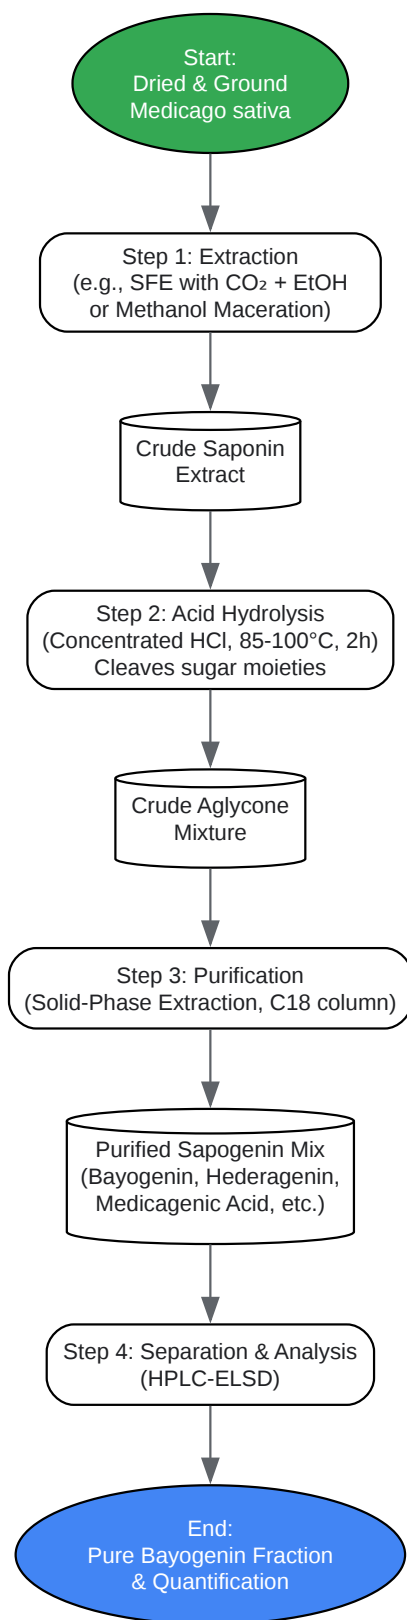 Start:
Dried & Ground
Medicago sativa
Step 1: Extraction
(e.g., SFE with CO₂ + EtOH
or Methanol Maceration)
Crude Saponin
Extract
Step 2: Acid Hydrolysis
(Concentrated HCl, 85-100°C, 2h)
Cleaves sugar moieties
Crude Aglycone
Mixture
Step 3: Purification
(Solid-Phase Extraction, C18 column)
Purified Sapogenin Mix
(Bayogenin, Hederagenin,
Medicagenic Acid, etc.)
Step 4: Separation & Analysis
(HPLC-ELSD)
End:
Pure Bayogenin Fraction
& Quantification